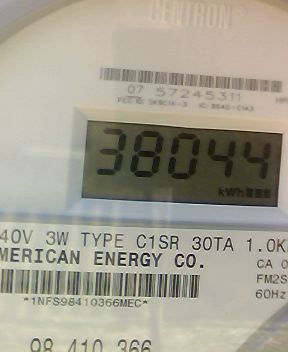 CENTRON®
07 57245311
38044
kWh
40V 3W TYPE C1SR 30TA 1.0K
MERICAN ENERGY CO.
CA 0
FM2S
60Hz
*1NFS98410366MEC*
98 410 366